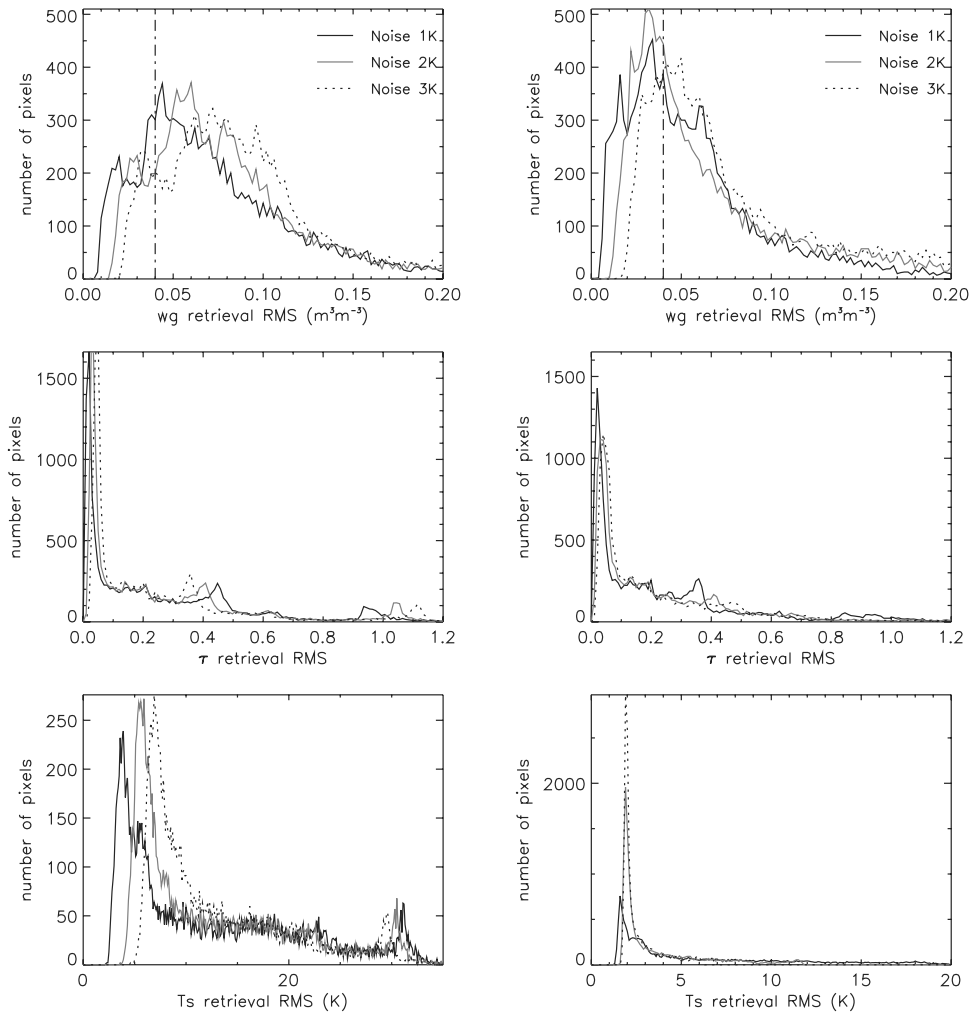 number of pixels
500
400
300
200
100
0
0.00 0.05 0.10 0.15 0.20
wg retrieval RMS (m³m⁻³)
Noise 1K
Noise 2K
Noise 3K
number of pixels
500
400
300
200
100
0
0.00 0.05 0.10 0.15 0.20
wg retrieval RMS (m³m⁻³)
Noise 1K
Noise 2K
Noise 3K
number of pixels
1500
1000
500
0
0.0 0.2 0.4 0.6 0.8 1.0 1.2
τ retrieval RMS
number of pixels
1500
1000
500
0
0.0 0.2 0.4 0.6 0.8 1.0 1.2
τ retrieval RMS
number of pixels
250
200
150
100
50
0
0 20
Ts retrieval RMS (K)
number of pixels
2000
0
5 10 15 20
Ts retrieval RMS (K)